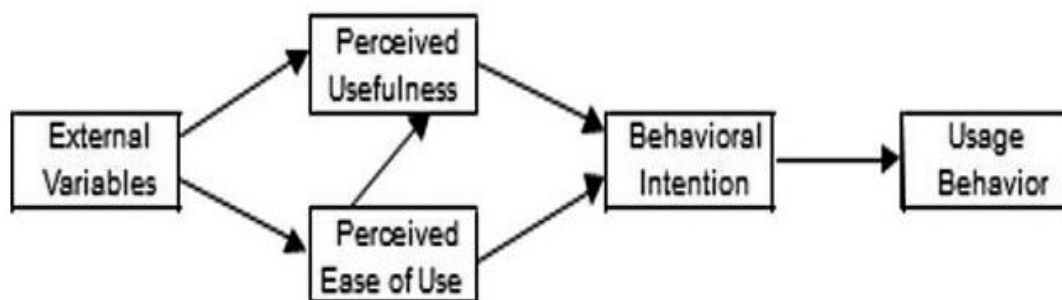 Perceived
Usefulness
External
Variables
Behavioral
Intention
Usage
Behavior
Perceived
Ease of Use